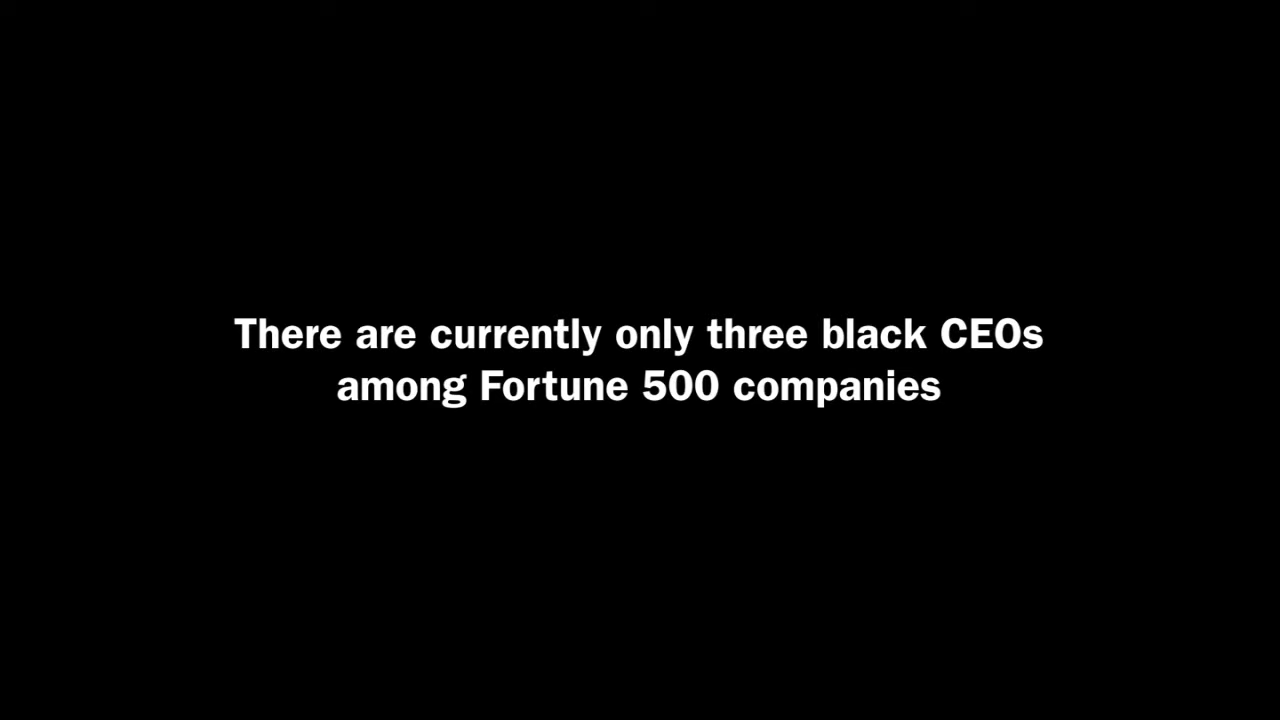 There are currently only three black CEOs
among Fortune 500 companies